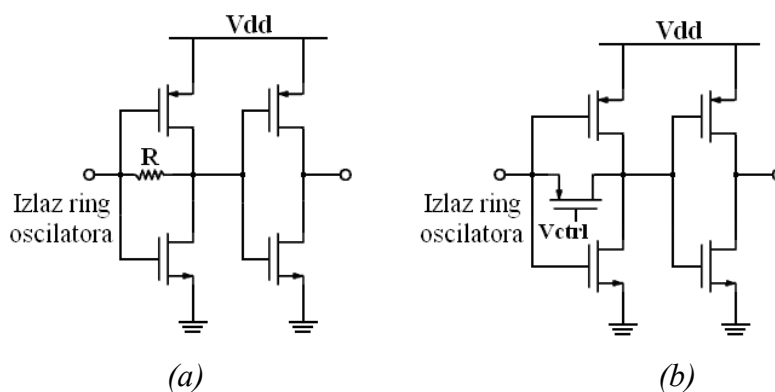 Vdd
R
Izlaz ring
oscilatora
(a)
Vdd
Izlaz ring
oscilatora
Vctrl
(b)